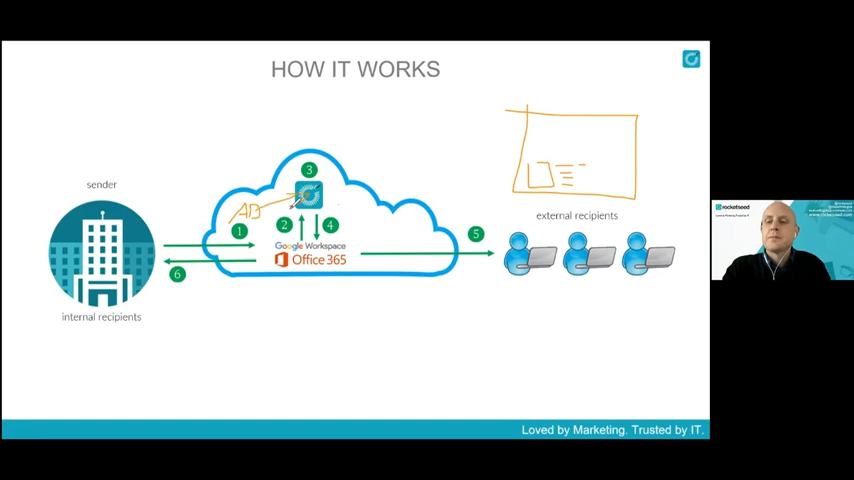 HOW IT WORKS
sender
3
AD
external recipients
1
2
4
5
Google Workspace
Office 365
6
internal recipients
Loved by Marketing. Trusted by IT.
rocketseed